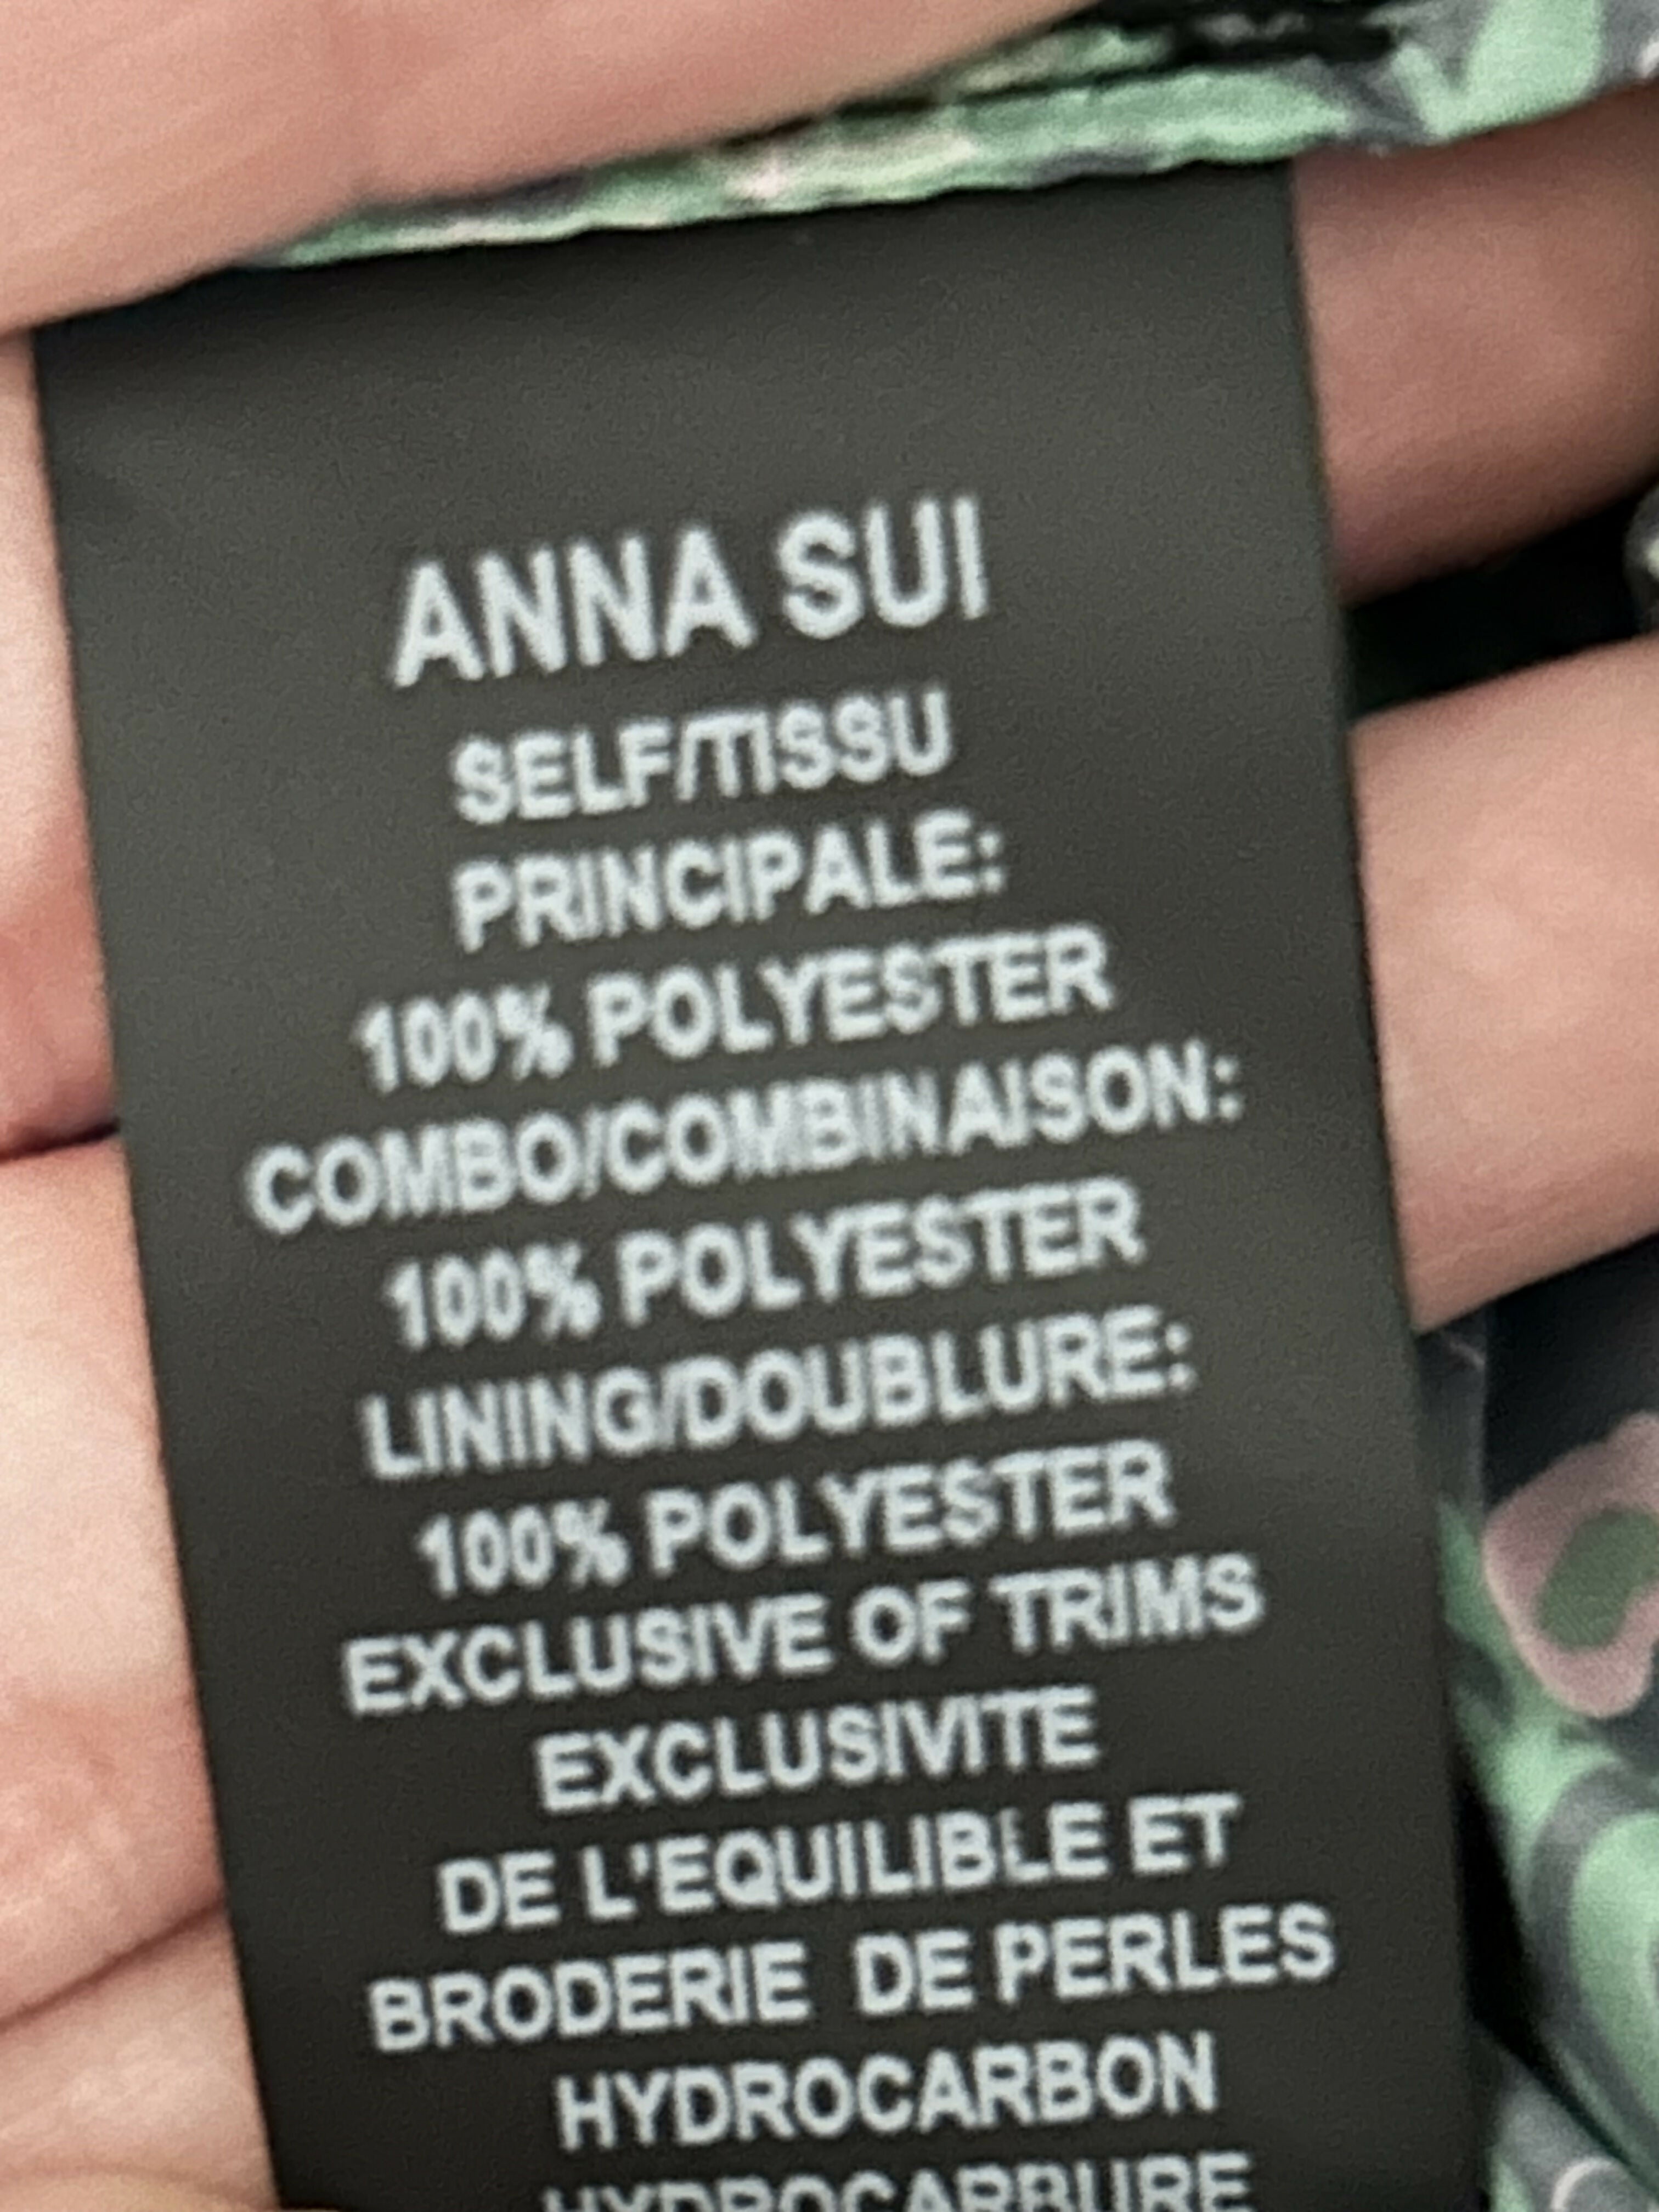 ANNA SUI
SELF/TISSU
PRINCIPALE:
100% POLYESTER
COMBO/COMBINAISON:
100% POLYESTER
LINING/DOUBLURE:
100% POLYESTER
EXCLUSIVE OF TRIMS
EXCLUSIVITE
DE L'EQUILIBLE ET
BRODERIE DE PERLES
HYDROCARBON
HYDROCARBURE